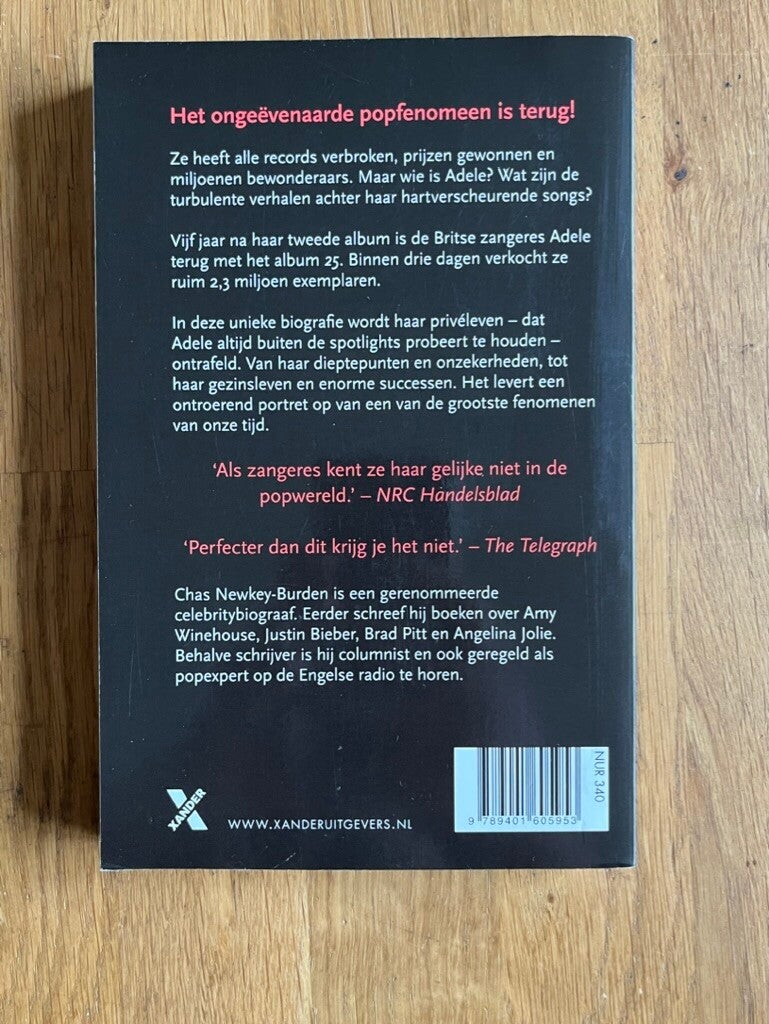 Het ongeëvenaarde popfenomeen is terug!
Ze heeft alle records verbroken, prijzen gewonnen en
miljoenen bewonderaars. Maar wie is Adele? Wat zijn de
turbulente verhalen achter haar hartverscheurende songs?
Vijf jaar na haar tweede album is de Britse zangeres Adele
terug met het album 25. Binnen drie dagen verkocht ze
ruim 2,3 miljoen exemplaren.
In deze unieke biografie wordt haar privéleven – dat
Adele altijd buiten de spotlights probeert te houden –
ontrafeld. Van haar dieptepunten en onzekerheden, tot
haar gezinsleven en enorme successen. Het levert een
ontroerend portret op van een van de grootste fenomenen
van onze tijd.
‘Als zangeres kent ze haar gelijke niet in de
popwereld.’ – NRC Handelsblad
‘Perfecter dan dit krijg je het niet.’ – The Telegraph
Chas Newkey-Burden is een gerenommeerde
celebritybiograaf. Eerder schreef hij boeken over Amy
Winehouse, Justin Bieber, Brad Pitt en Angelina Jolie.
Behalve schrijver is hij columnist en ook geregeld als
popexpert op de Engelse radio te horen.
XANDER
WWW.XANDERUITGEVERS.NL
NUR 340
9 789401 605953